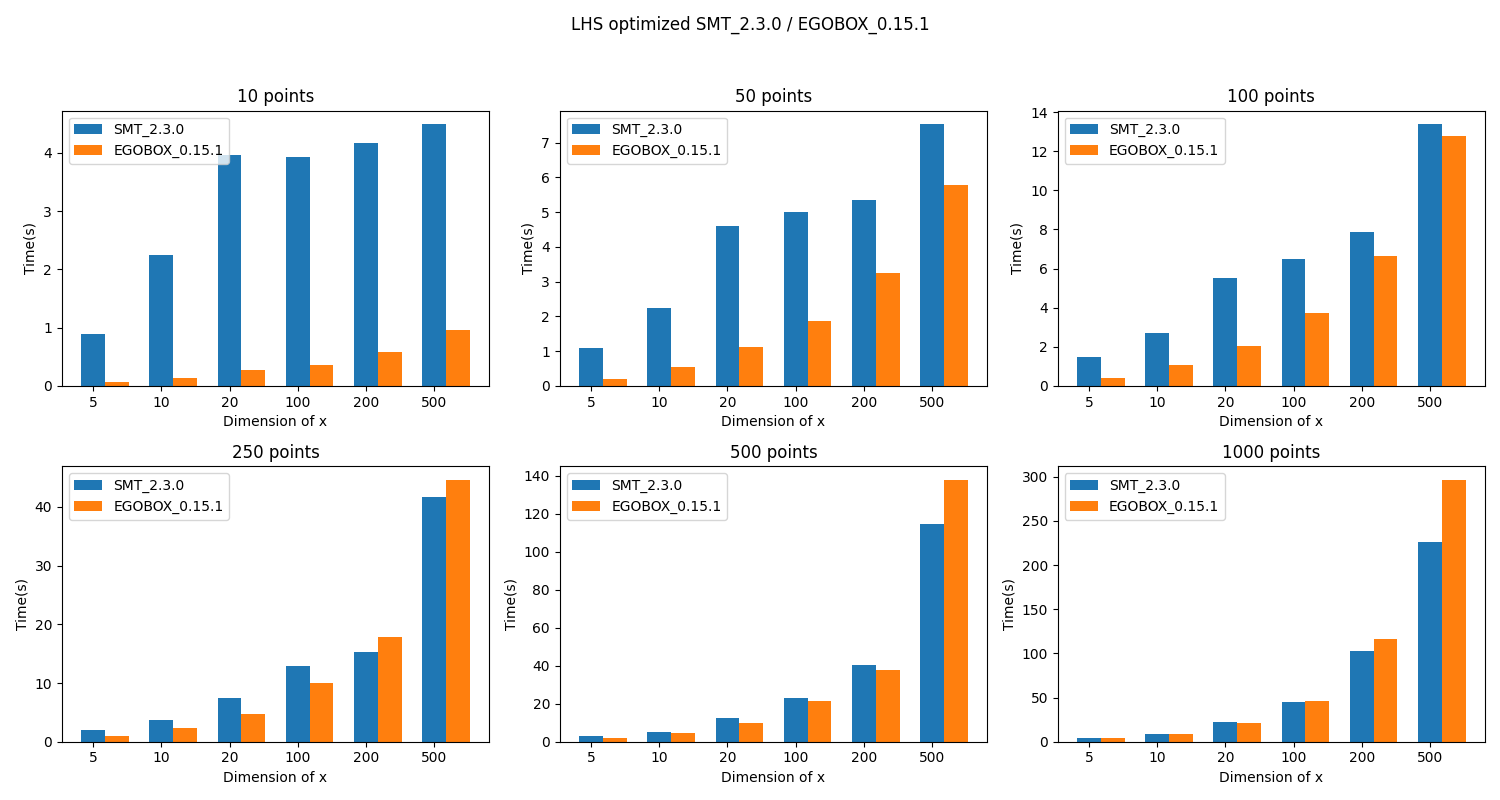 LHS optimized SMT_2.3.0 / EGOBOX_0.15.1
10 points
SMT_2.3.0
EGOBOX_0.15.1
4
3
2
1
0
Time(s)
5 10 20 100 200 500
Dimension of x
50 points
SMT_2.3.0
EGOBOX_0.15.1
7
6
5
4
3
2
1
0
Time(s)
5 10 20 100 200 500
Dimension of x
100 points
SMT_2.3.0
EGOBOX_0.15.1
14
12
10
8
6
4
2
0
Time(s)
5 10 20 100 200 500
Dimension of x
250 points
SMT_2.3.0
EGOBOX_0.15.1
40
30
20
10
0
Time(s)
5 10 20 100 200 500
Dimension of x
500 points
SMT_2.3.0
EGOBOX_0.15.1
140
120
100
80
60
40
20
0
Time(s)
5 10 20 100 200 500
Dimension of x
1000 points
SMT_2.3.0
EGOBOX_0.15.1
300
250
200
150
100
50
0
Time(s)
5 10 20 100 200 500
Dimension of x